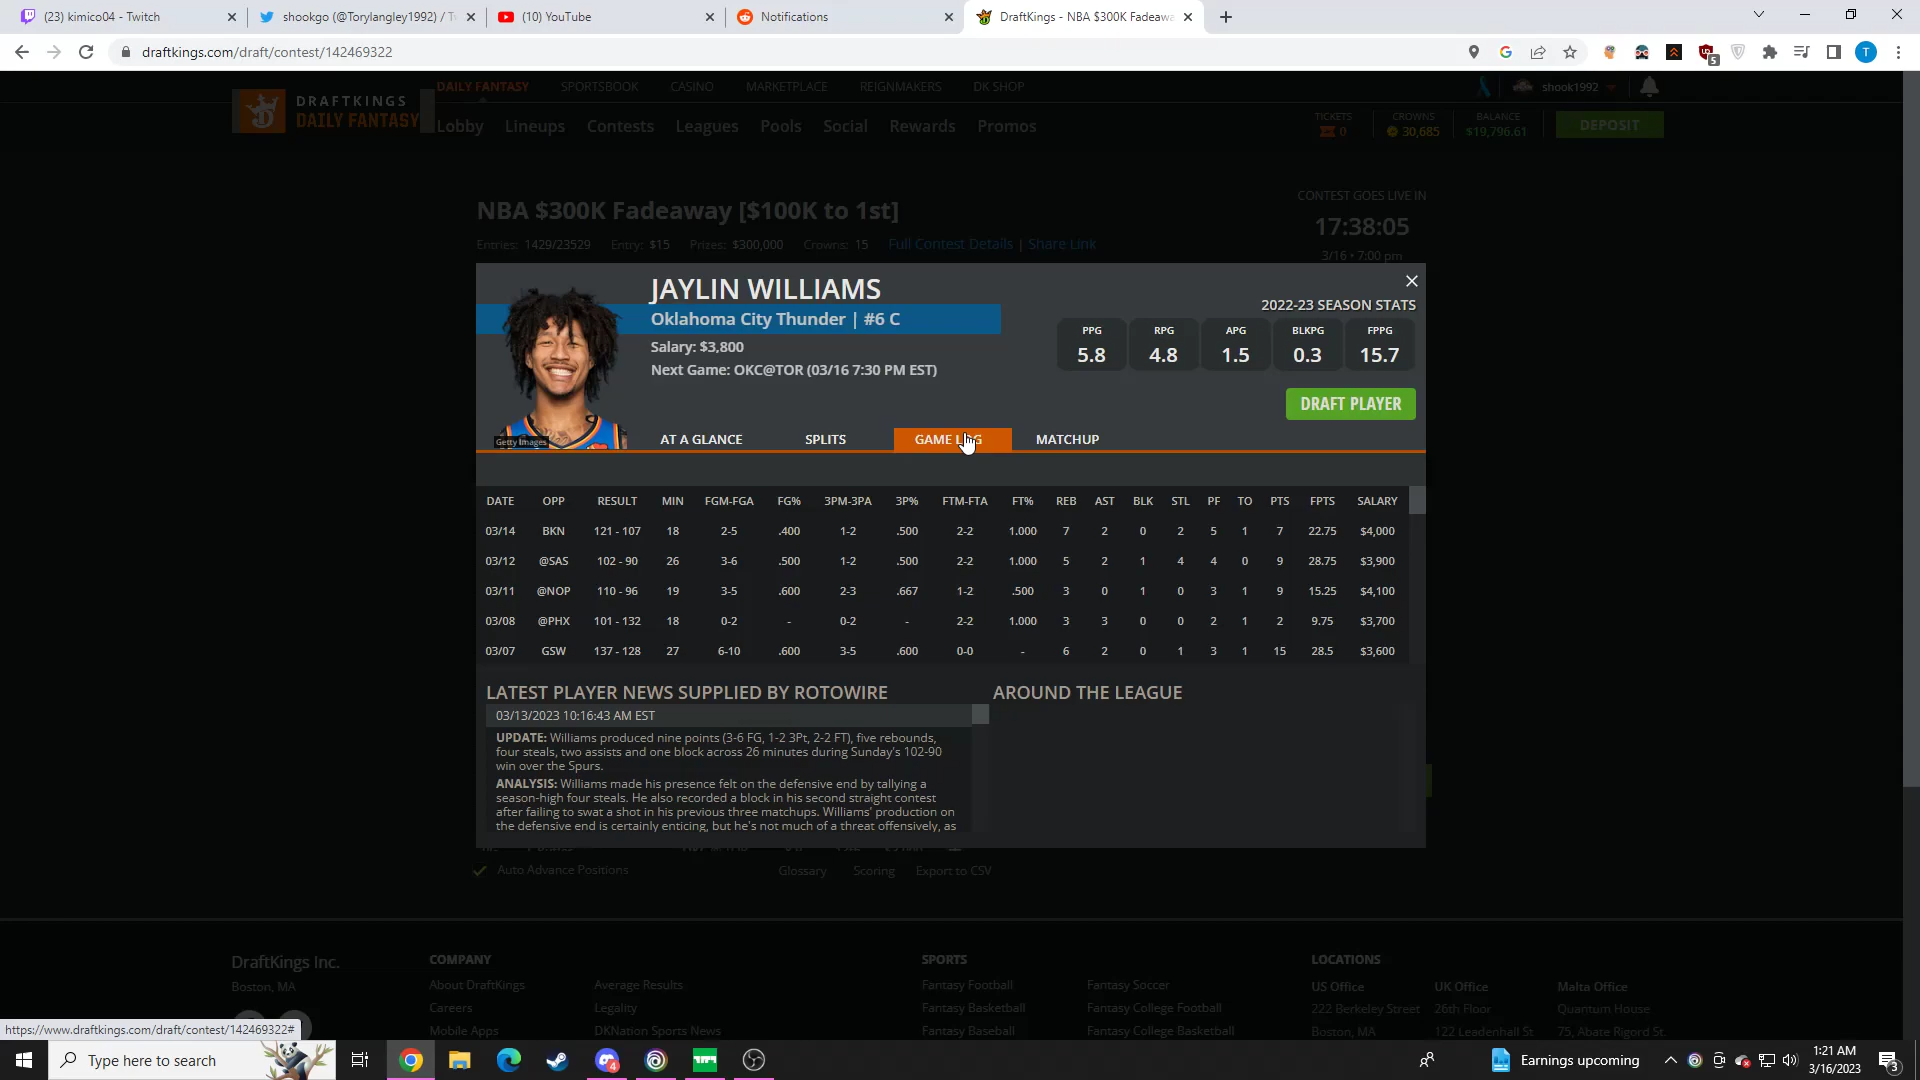 (23) kimico04 - Twitch
shookgo (@Torylangley1992) / Tw
(10) YouTube
Notifications
DraftKings - NBA $300K Fadeawa
draftkings.com/draft/contest/142469322
5
T
DRAFTKINGS
DAILY FANTASY
DAILY FANTASY SPORTSBOOK CASINO MARKETPLACE REIGNMAKERS DK SHOP
shook1992
Lobby Lineups Contests Leagues Pools Social Rewards Promos
TICKETS
0
CROWNS
30,685
BALANCE
$19,796.61
DEPOSIT
NBA $300K Fadeaway [$100K to 1st]
CONTEST GOES LIVE IN
17:38:05
3/16 • 7:00 pm
Entries: 1429/23529 Entry: $15 Prizes: $300,000 Crowns: 15 Full Contest Details | Share Link
JAYLIN WILLIAMS
Oklahoma City Thunder | #6 C
Salary: $3,800
Next Game: OKC@TOR (03/16 7:30 PM EST)
Getty Images
2022-23 SEASON STATS
PPG RPG APG BLKPG FPPG
5.8 4.8 1.5 0.3 15.7
DRAFT PLAYER
AT A GLANCE SPLITS GAME LOG MATCHUP
DATE OPP RESULT MIN FGM-FGA FG% 3PM-3PA 3P% FTM-FTA FT% REB AST BLK STL PF TO PTS FPTS SALARY
03/14 BKN 121 - 107 18 2-5 .400 1-2 .500 2-2 1.000 7 2 0 2 5 1 7 22.75 $4,000
03/12 @SAS 102 - 90 26 3-6 .500 1-2 .500 2-2 1.000 5 2 1 4 4 0 9 28.75 $3,900
03/11 @NOP 110 - 96 19 3-5 .600 2-3 .667 1-2 .500 3 0 1 0 3 1 9 15.25 $4,100
03/08 @PHX 101 - 132 18 0-2 - 0-2 - 2-2 1.000 3 3 0 0 2 1 2 9.75 $3,700
03/07 GSW 137 - 128 27 6-10 .600 3-5 .600 0-0 - 6 2 0 1 3 1 15 28.5 $3,600
LATEST PLAYER NEWS SUPPLIED BY ROTOWIRE
AROUND THE LEAGUE
03/13/2023 10:16:43 AM EST
UPDATE: Williams produced nine points (3-6 FG, 1-2 3Pt, 2-2 FT), five rebounds,
four steals, two assists and one block across 26 minutes during Sunday's 102-90
win over the Spurs.
ANALYSIS: Williams made his presence felt on the defensive end by tallying a
season-high four steals. He also recorded a block in his second straight contest
after failing to swat a shot in his previous three matchups. Williams' production on
the defensive end is certainly enticing, but he's not much of a threat offensively, as
Auto Advance Positions
Glossary Scoring Export to CSV
DraftKings Inc.
Boston, MA
COMPANY
About DraftKings Average Results
Careers Legality
Mobile Apps DKNation Sports News
SPORTS
Fantasy Football Fantasy Soccer
Fantasy Basketball Fantasy College Football
Fantasy Baseball Fantasy College Basketball
LOCATIONS
US Office UK Office Malta Office
222 Berkeley Street 26th Floor Quantum House
Boston, MA 122 Leadenhall St. 75, Abate Rigord St.
https://www.draftkings.com/draft/contest/142469322#
Type here to search
4
Earnings upcoming
1:21 AM
3/16/2023
3